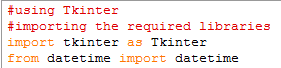 #using Tkinter
#importing the required libraries
import tkinter as Tkinter
from datetime import datetime